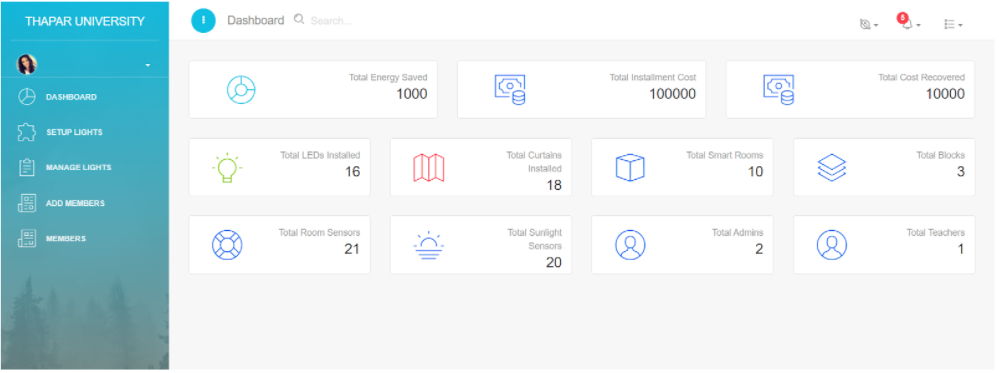 THAPAR UNIVERSITY
Dashboard
Search...
5
DASHBOARD
SETUP LIGHTS
MANAGE LIGHTS
ADD MEMBERS
MEMBERS
Total Energy Saved
1000
Total Installment Cost
100000
Total Cost Recovered
10000
Total LEDs Installed
16
Total Curtains
Installed
18
Total Smart Rooms
10
Total Blocks
3
Total Room Sensors
21
Total Sunlight
Sensors
20
Total Admins
2
Total Teachers
1